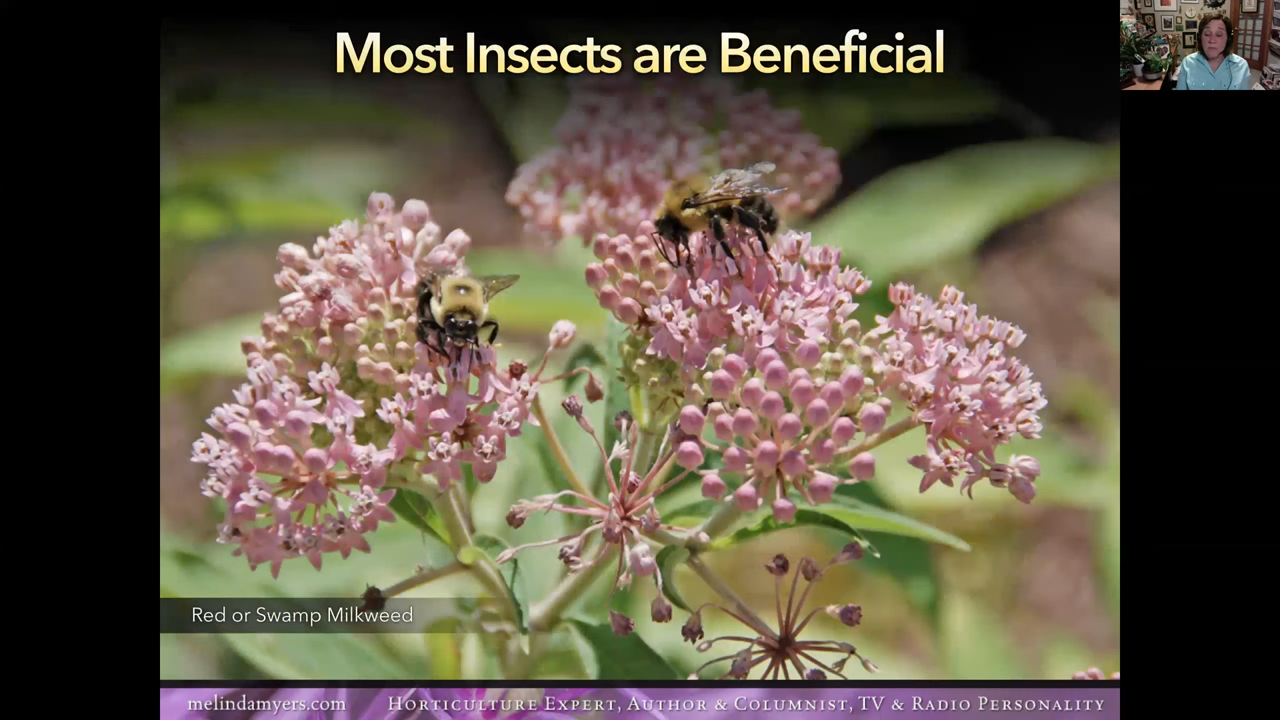 Most Insects are Beneficial
Red or Swamp Milkweed
melindamyers.com Horticulture Expert, Author & Columnist, TV & Radio Personality